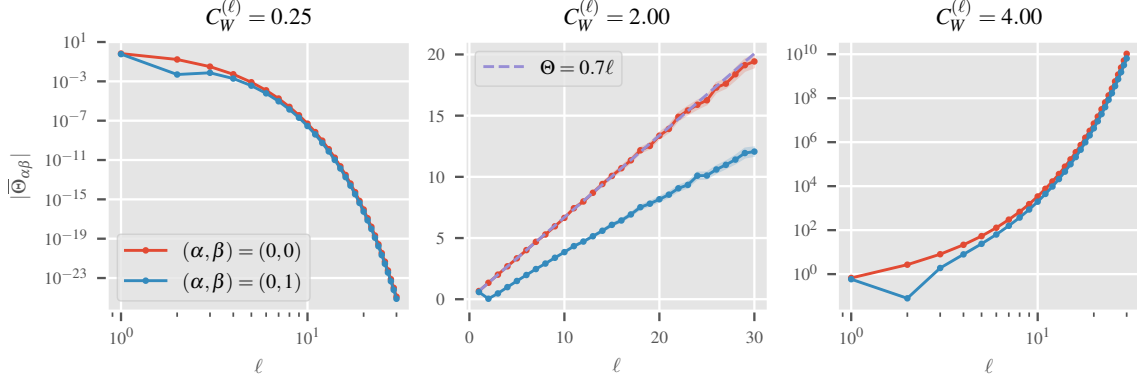 C_W^{(ℓ)} = 0.25
C_W^{(ℓ)} = 2.00
C_W^{(ℓ)} = 4.00
|Θ̅_{αβ}|
10^1
10^{-3}
10^{-7}
10^{-11}
10^{-15}
10^{-19}
10^{-23}
(α, β) = (0, 0)
(α, β) = (0, 1)
10^0
10^1
ℓ
20
15
10
5
0
Θ = 0.7ℓ
0
10
20
30
ℓ
10^{10}
10^8
10^6
10^4
10^2
10^0
10^0
10^1
ℓ